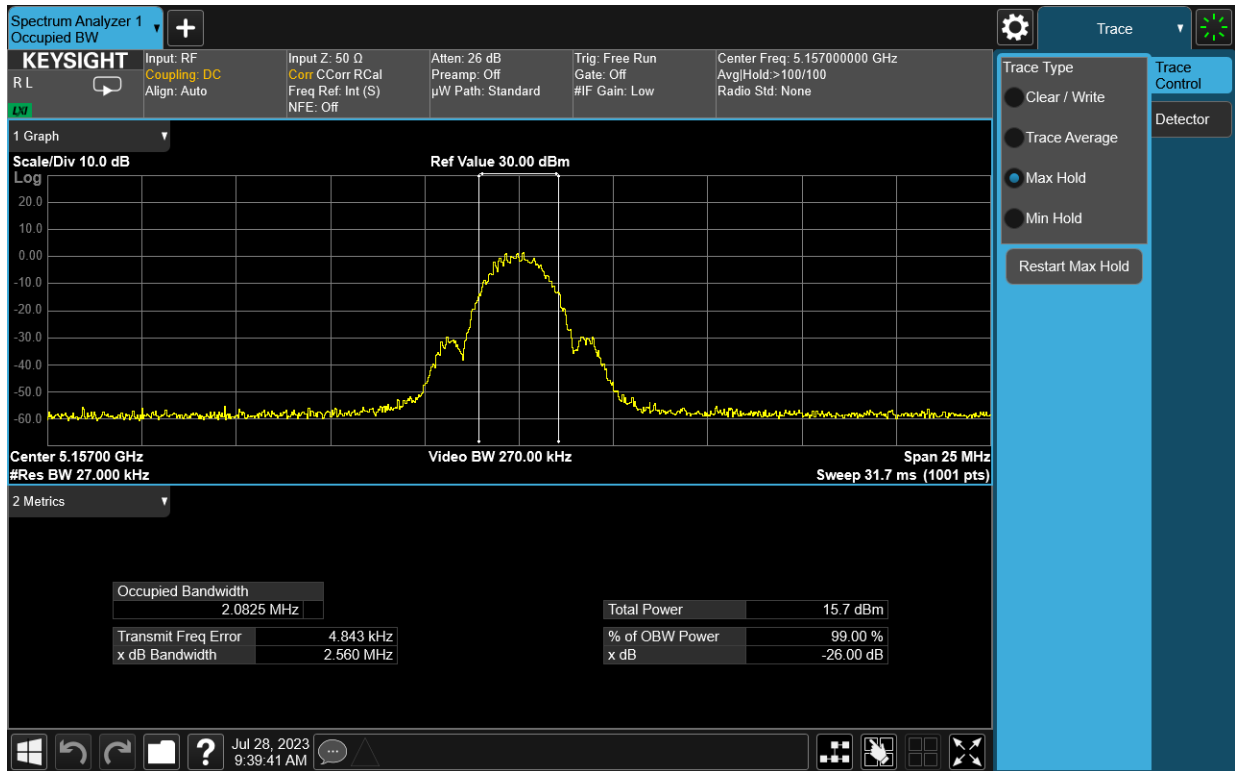 Spectrum Analyzer 1
Occupied BW
Trace
KEYSIGHT
R L
LXI
Input: RF
Coupling: DC
Align: Auto
Input Z: 50 Ω
Corr CCorr RCal
Freq Ref: Int (S)
NFE: Off
Atten: 26 dB
Preamp: Off
µW Path: Standard
Trig: Free Run
Gate: Off
#IF Gain: Low
Center Freq: 5.157000000 GHz
Avg|Hold:>100/100
Radio Std: None
Trace Type
Clear / Write
Trace Average
Max Hold
Min Hold
Restart Max Hold
Trace
Control
Detector
1 Graph
Scale/Div 10.0 dB
Ref Value 30.00 dBm
Log
20.0
10.0
0.00
-10.0
-20.0
-30.0
-40.0
-50.0
-60.0
Center 5.15700 GHz
Video BW 270.00 kHz
Span 25 MHz
#Res BW 27.000 kHz
Sweep 31.7 ms (1001 pts)
2 Metrics
Occupied Bandwidth
2.0825 MHz
Total Power 15.7 dBm
Transmit Freq Error 4.843 kHz
% of OBW Power 99.00 %
x dB Bandwidth 2.560 MHz
x dB -26.00 dB
?
Jul 28, 2023
9:39:41 AM